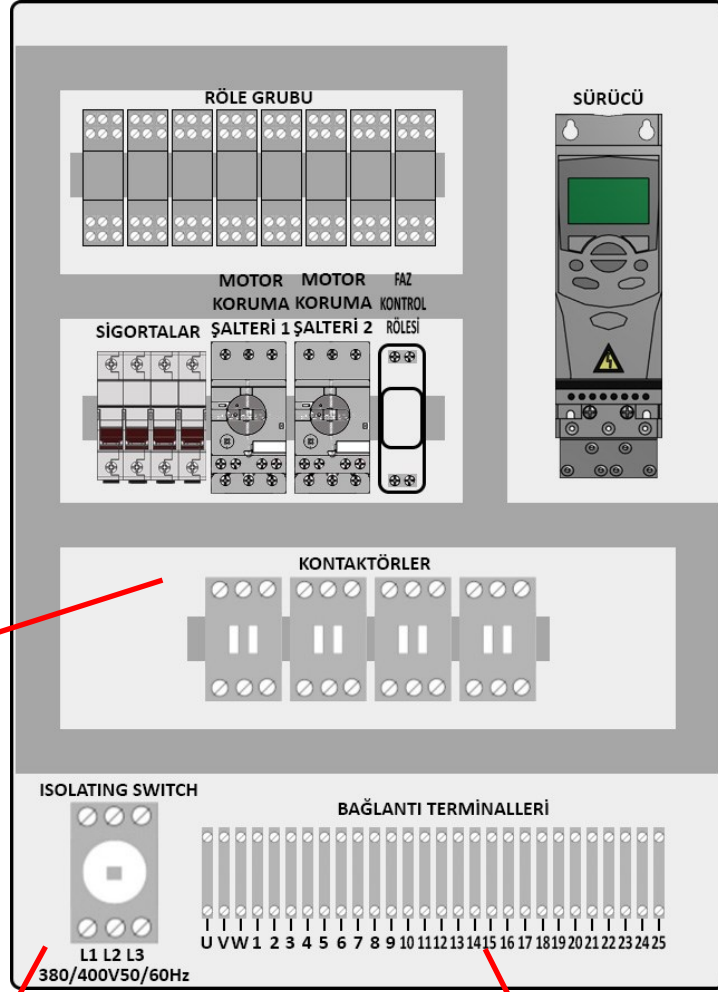 RÖLE GRUBU
SÜRÜCÜ
SİGORTALAR
MOTOR
KORUMA
ŞALTERİ 1
MOTOR
KORUMA
ŞALTERİ 2
FAZ
KONTROL
RÖLESİ
KONTAKTÖRLER
ISOLATING SWITCH
L1 L2 L3
380/400V50/60Hz
BAĞLANTI TERMİNALLERİ
U V W 1 2 3 4 5 6 7 8 9 10 11 12 13 14 15 16 17 18 19 20 21 22 23 24 25